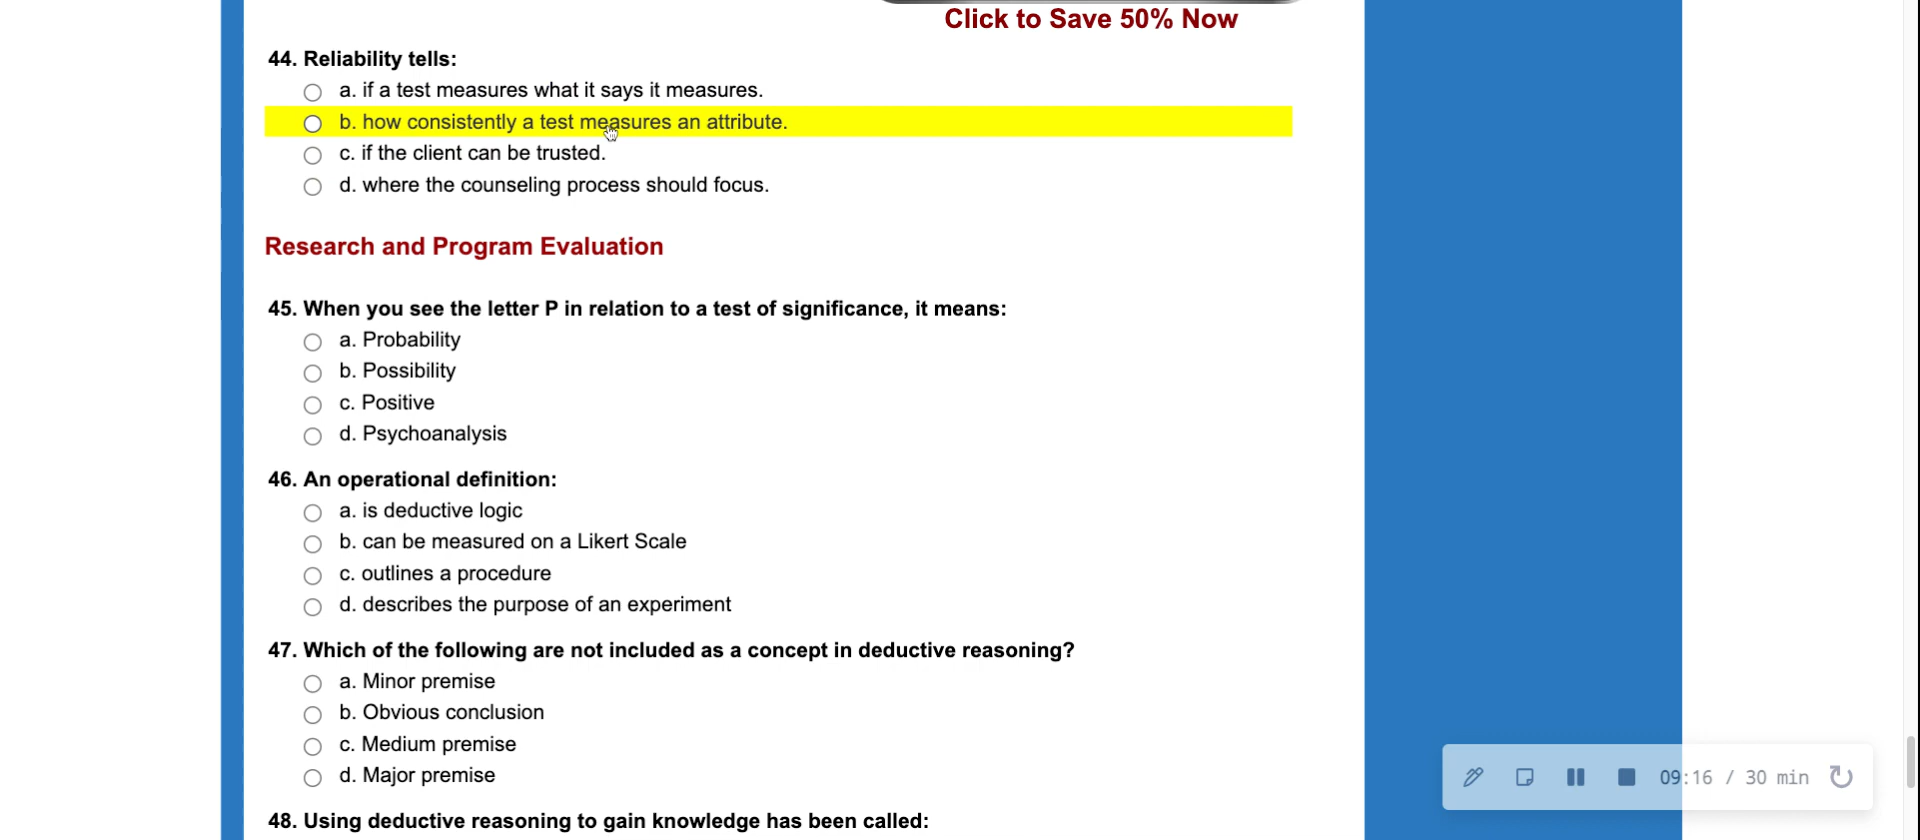 Click to Save 50% Now
44. Reliability tells:
a. if a test measures what it says it measures.
b. how consistently a test measures an attribute.
c. if the client can be trusted.
d. where the counseling process should focus.
Research and Program Evaluation
45. When you see the letter P in relation to a test of significance, it means:
a. Probability
b. Possibility
c. Positive
d. Psychoanalysis
46. An operational definition:
a. is deductive logic
b. can be measured on a Likert Scale
c. outlines a procedure
d. describes the purpose of an experiment
47. Which of the following are not included as a concept in deductive reasoning?
a. Minor premise
b. Obvious conclusion
c. Medium premise
d. Major premise
09:16 / 30 min
48. Using deductive reasoning to gain knowledge has been called: